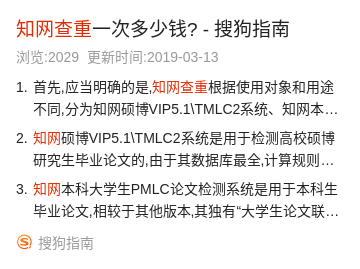 知网查重一次多少钱? - 搜狗指南
浏览:2029 更新时间:2019-03-13
1. 首先,应当明确的是,知网查重根据使用对象和用途
不同,分为知网硕博VIP5.1\TMLC2系统、知网本…
2. 知网硕博VIP5.1\TMLC2系统是用于检测高校硕博
研究生毕业论文的,由于其数据库最全,计算规则…
3. 知网本科大学生PMLC论文检测系统是用于本科生
毕业论文,相较于其他版本,其独有“大学生论文联…
搜狗指南